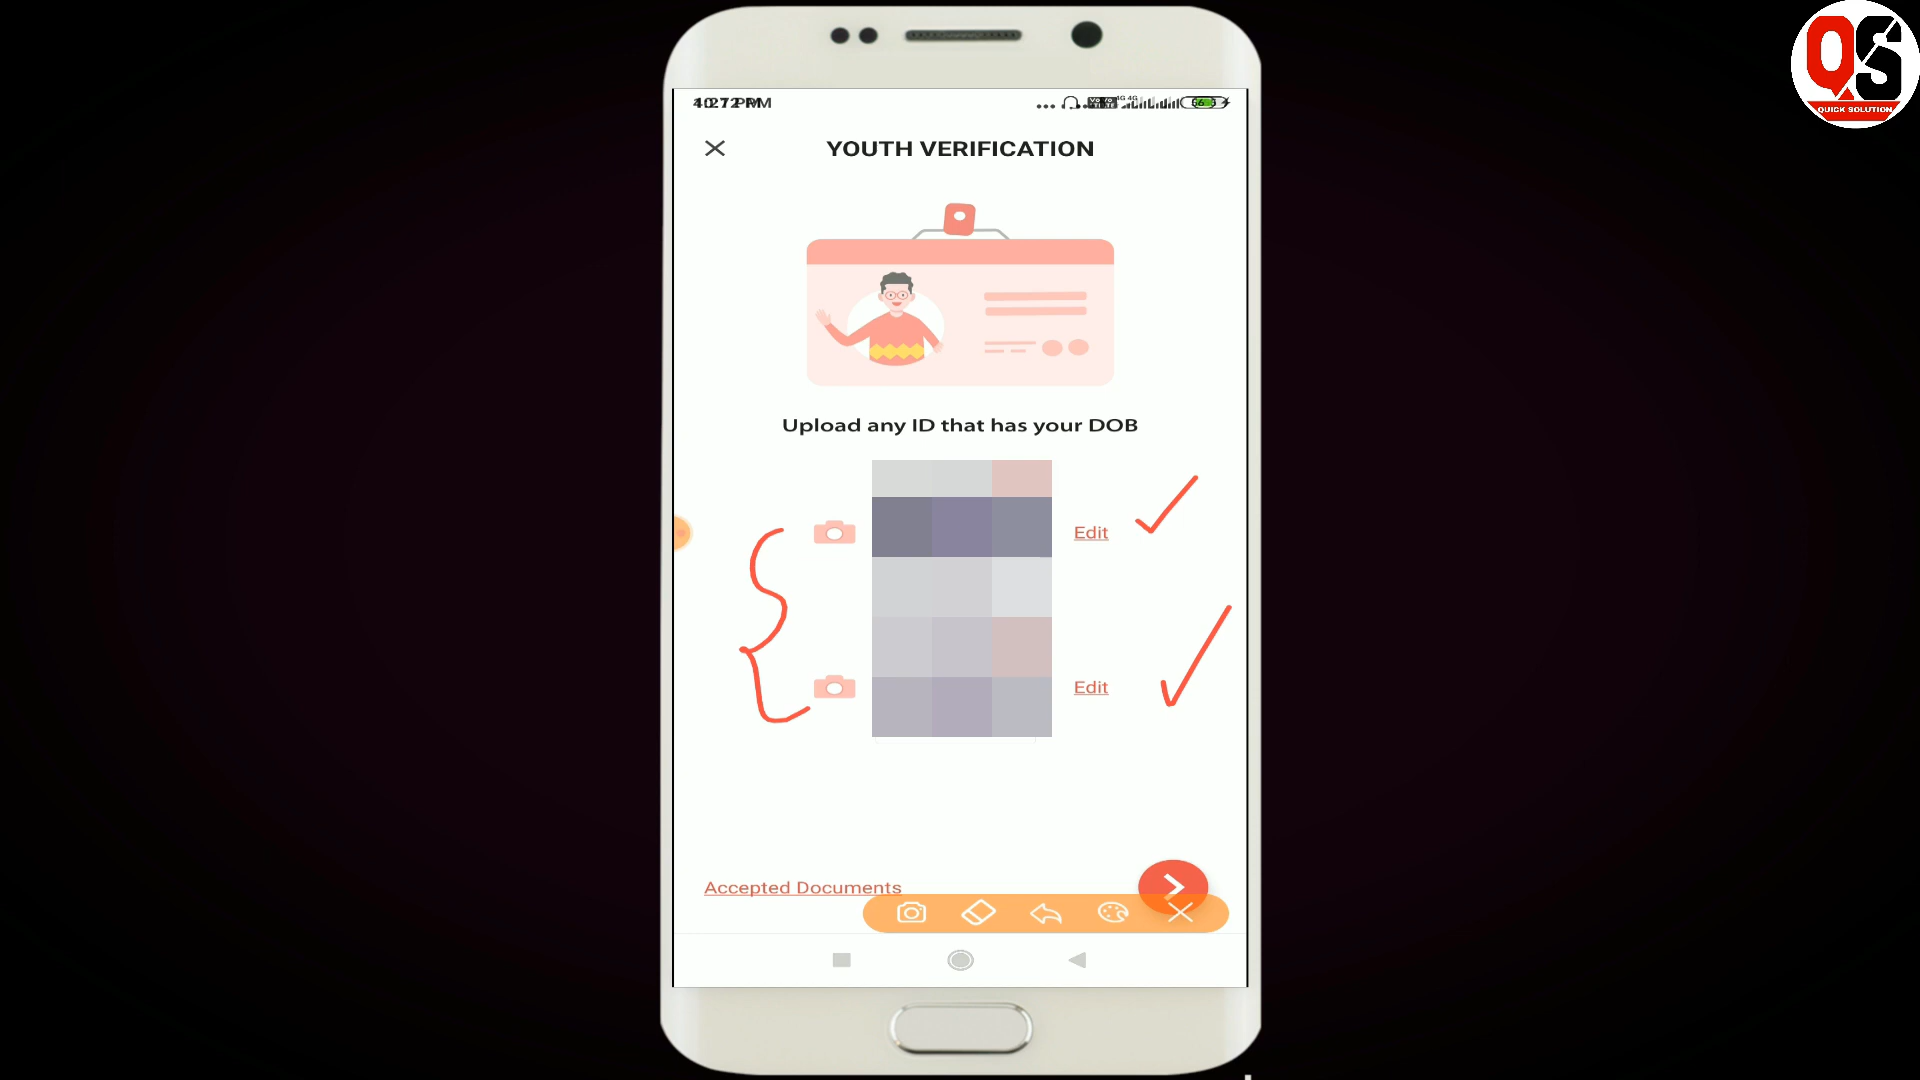 QS
QUICK SOLUTION
YOUTH VERIFICATION
Upload any ID that has your DOB
Edit
Edit
Accepted Documents